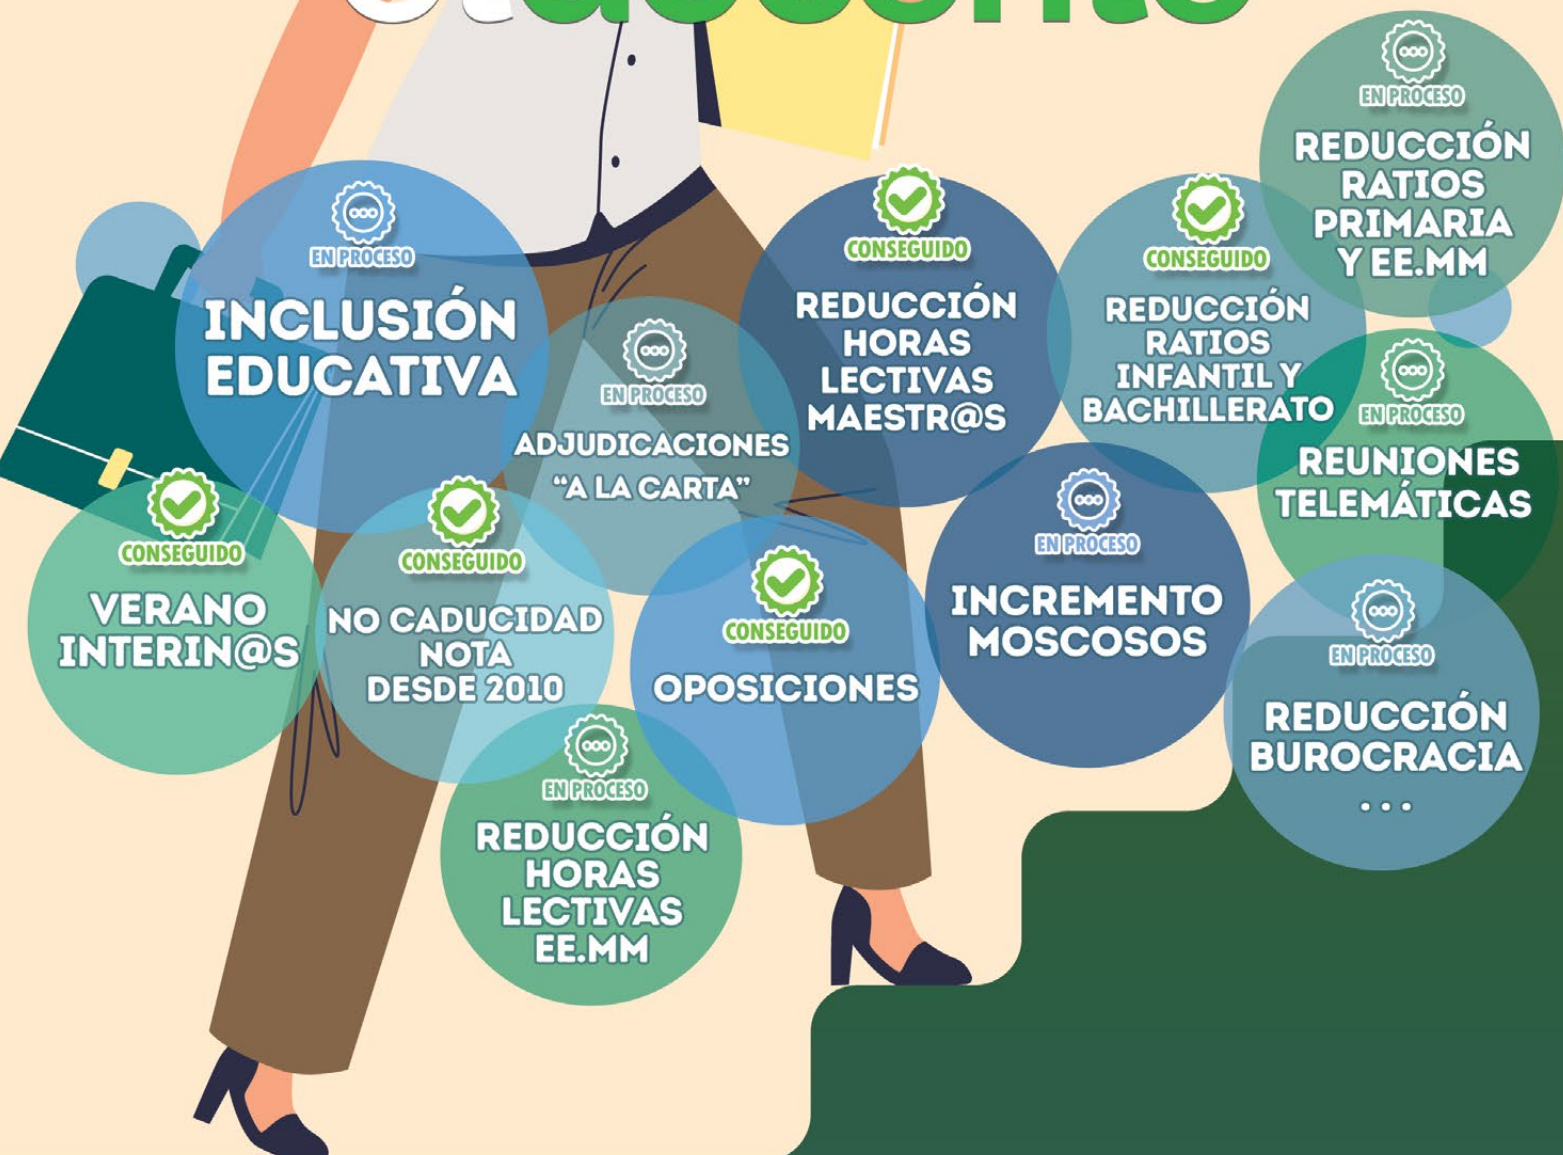 EN PROCESO
REDUCCIÓN
RATIOS
PRIMARIA
Y EE.MM
EN PROCESO
INCLUSIÓN
EDUCATIVA
EN PROCESO
ADJUDICACIONES
“A LA CARTA”
CONSEGUIDO
REDUCCIÓN
HORAS
LECTIVAS
MAESTR@S
CONSEGUIDO
REDUCCIÓN
RATIOS
INFANTIL Y
BACHILLERATO
EN PROCESO
REUNIONES
TELEMÁTICAS
CONSEGUIDO
VERANO
INTERIN@S
CONSEGUIDO
NO CADUCIDAD
NOTA
DESDE 2010
CONSEGUIDO
OPOSICIONES
EN PROCESO
INCREMENTO
MOSCOSOS
EN PROCESO
REDUCCIÓN
BUROCRACIA
...
EN PROCESO
REDUCCIÓN
HORAS
LECTIVAS
EE.MM